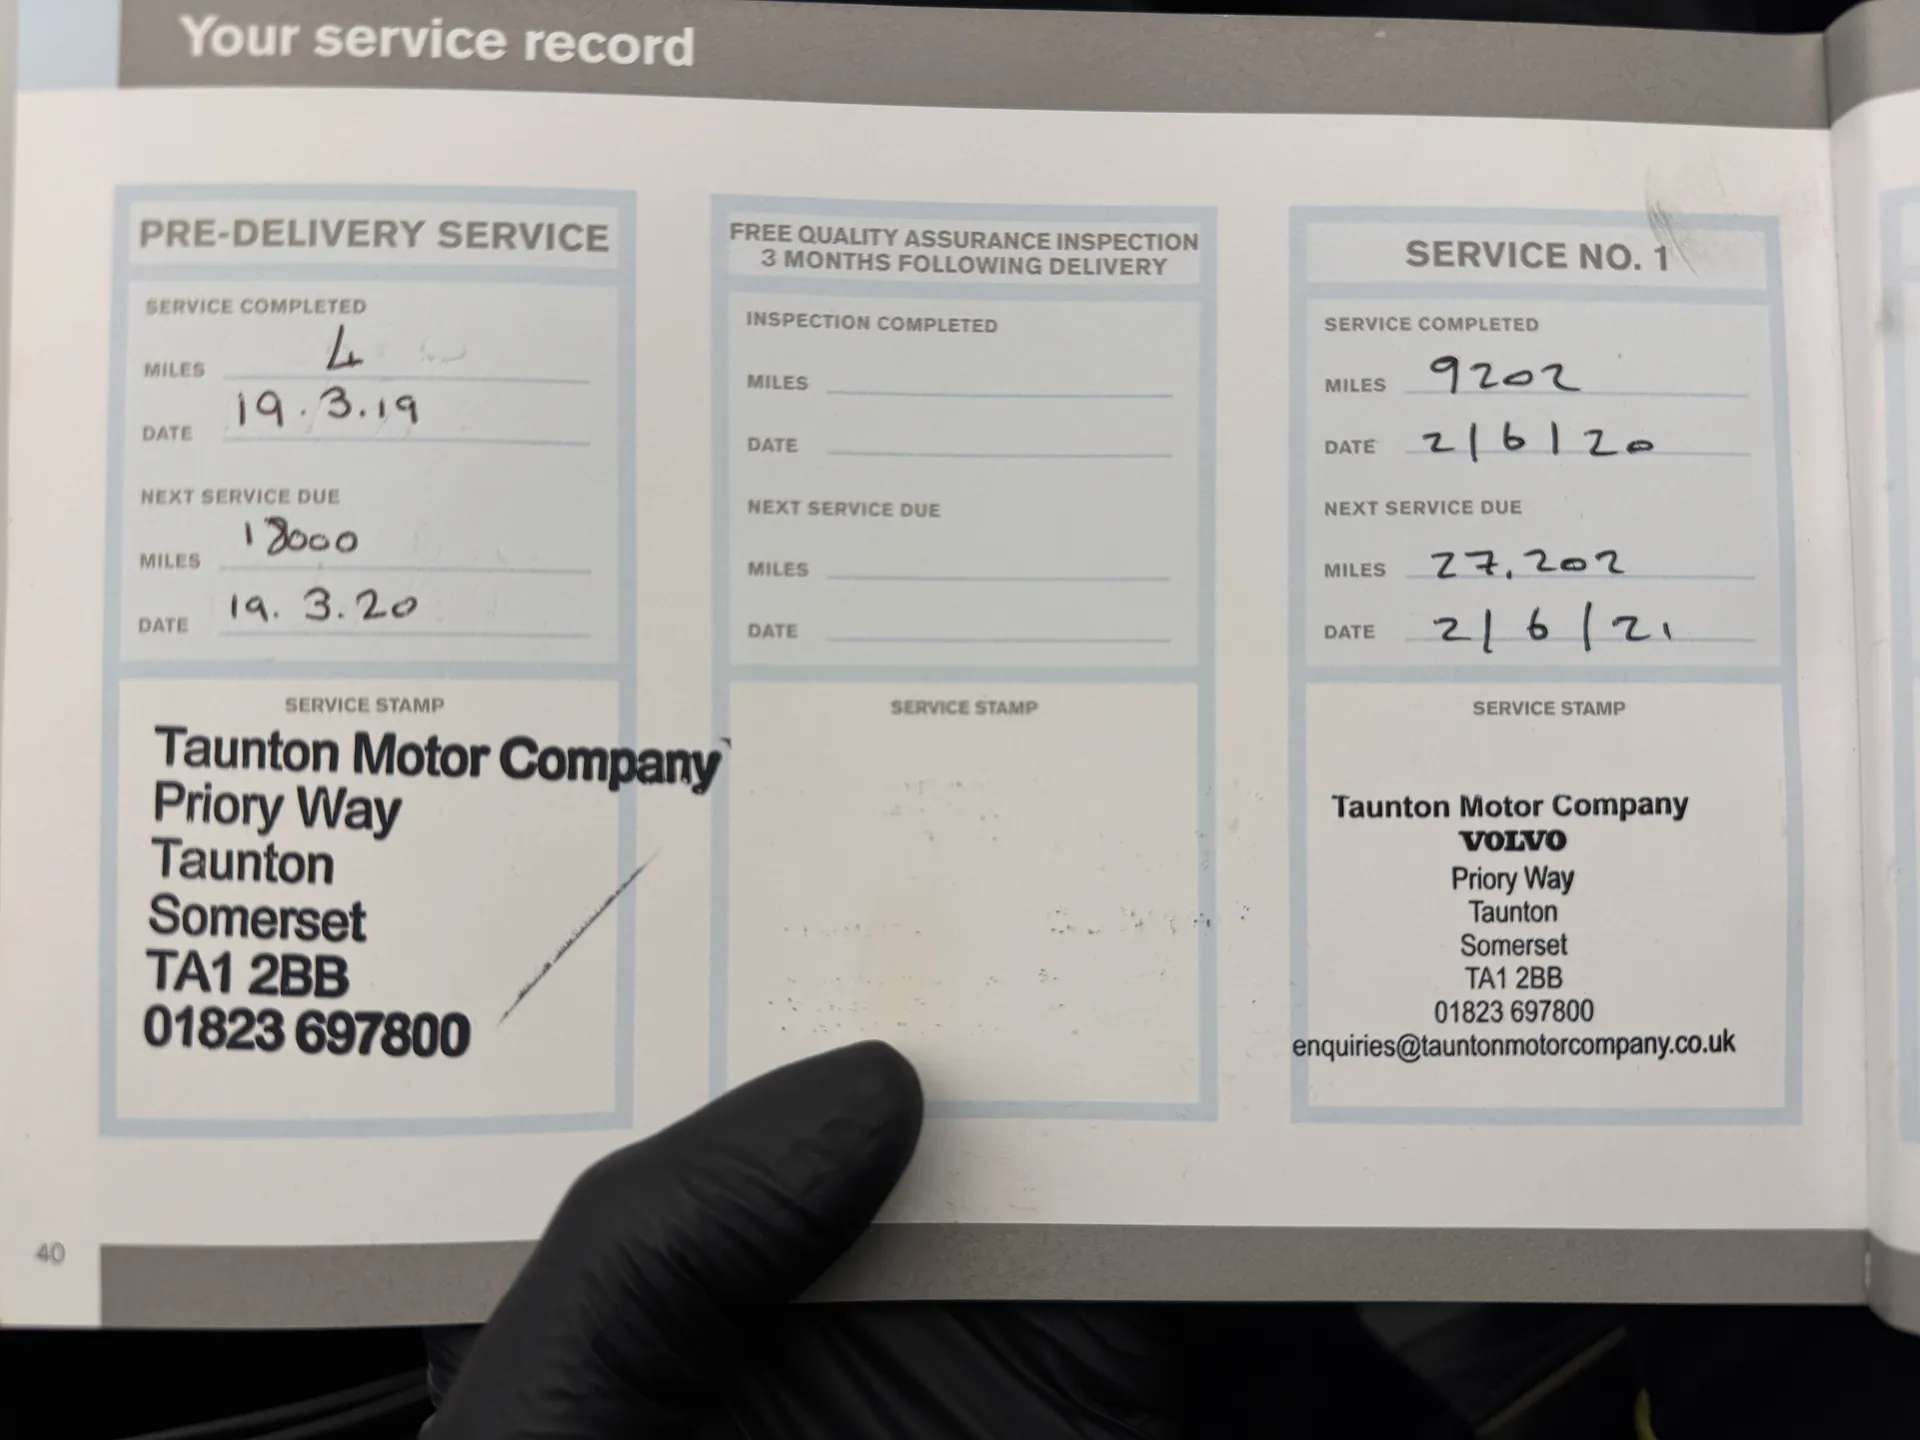 Your service record
PRE-DELIVERY SERVICE
SERVICE COMPLETED
MILES 4
DATE 19.3.19
NEXT SERVICE DUE
MILES 18000
DATE 19.3.20
SERVICE STAMP
Taunton Motor Company
Priory Way
Taunton
Somerset
TA1 2BB
01823 697800
FREE QUALITY ASSURANCE INSPECTION
3 MONTHS FOLLOWING DELIVERY
INSPECTION COMPLETED
MILES
DATE
NEXT SERVICE DUE
MILES
DATE
SERVICE STAMP
SERVICE NO. 1
SERVICE COMPLETED
MILES 9202
DATE 2/6/20
NEXT SERVICE DUE
MILES 27.202
DATE 2/6/21
SERVICE STAMP
Taunton Motor Company
VOLVO
Priory Way
Taunton
Somerset
TA1 2BB
01823 697800
enquiries@tauntonmotorcompany.co.uk
40